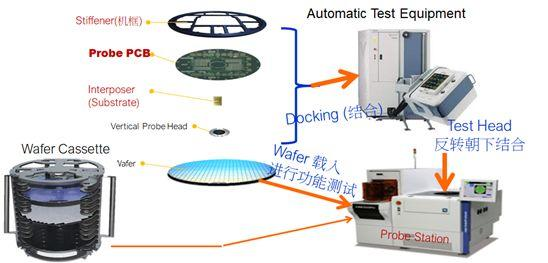 Stiffener(机框)
Automatic Test Equipment
Probe PCB
Interposer
(Substrate)
Docking (结合)
Vertical Probe Head
Test Head
反转朝下结合
Wafer Cassette
Vafer
Wafer 载入
进行功能测试
Probe Station